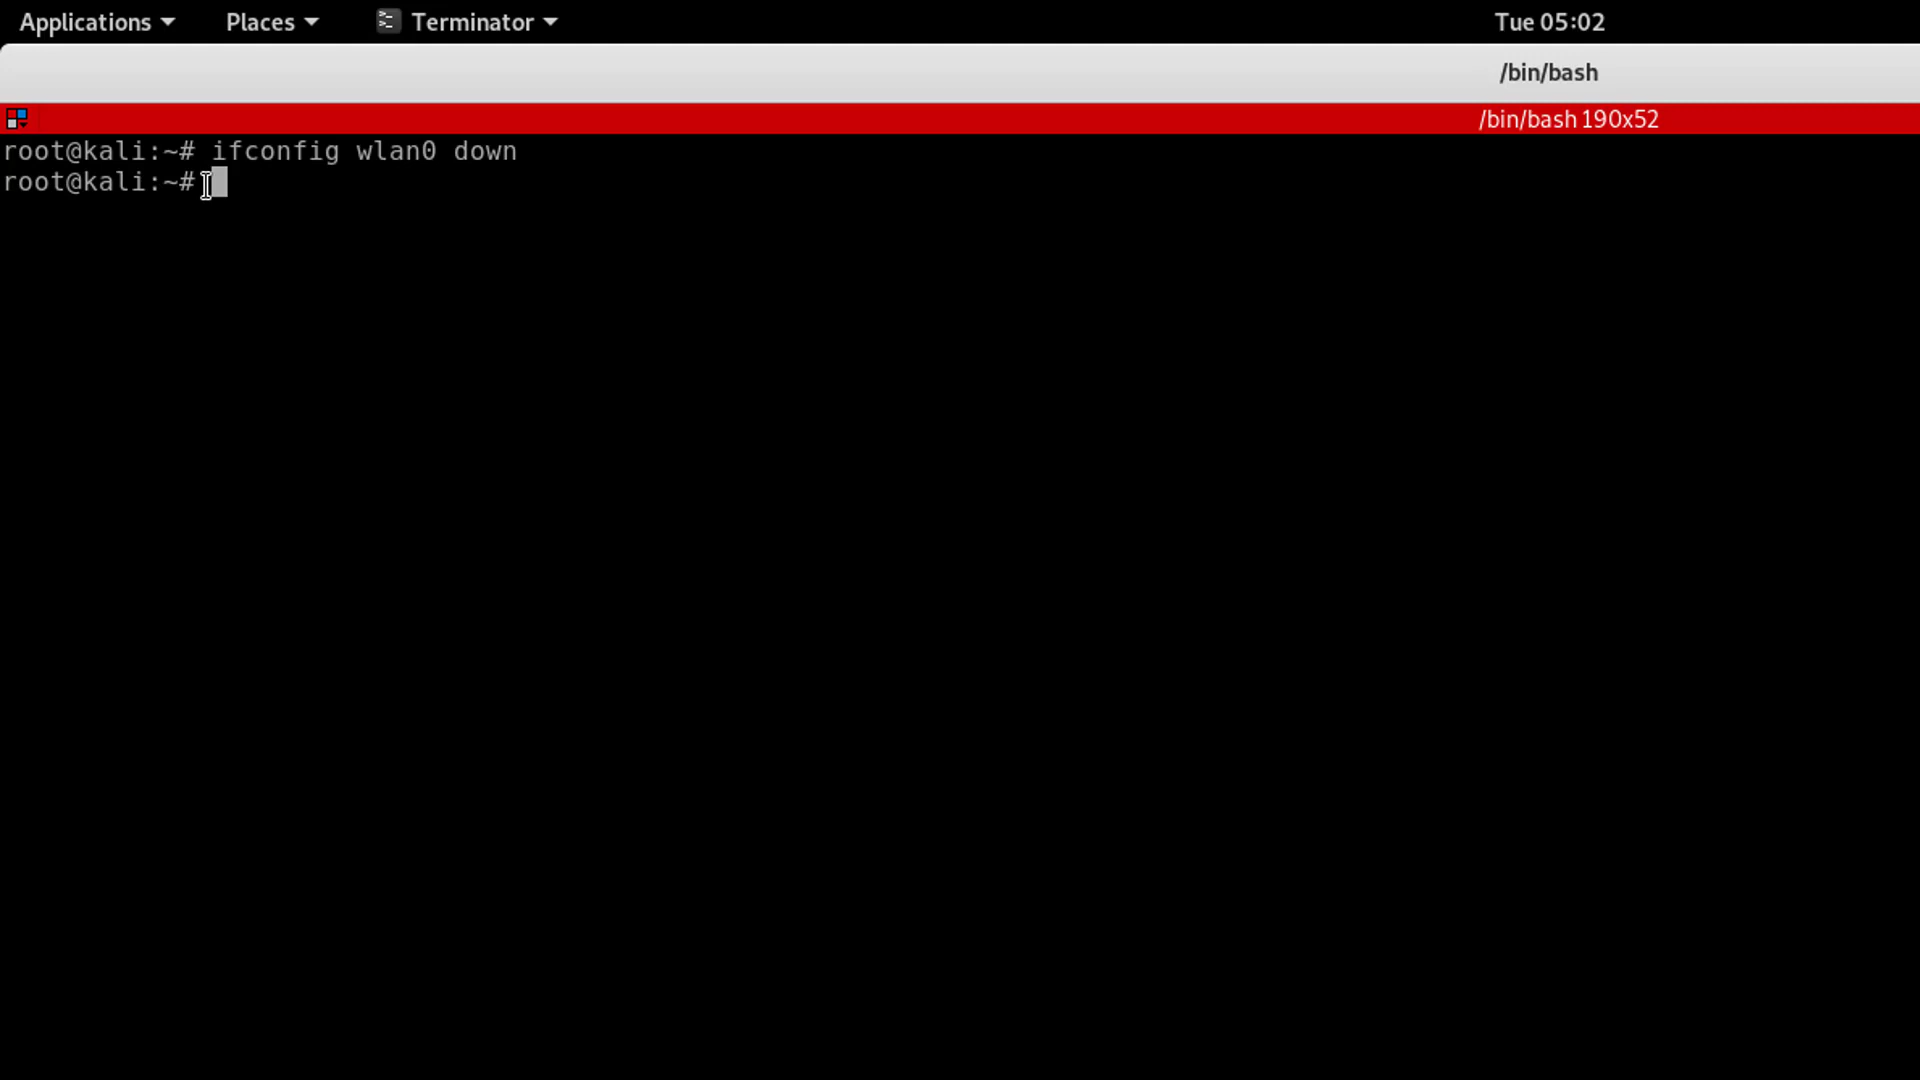 Applications Places Terminator Tue 05:02
/bin/bash
/bin/bash 190x52
root@kali:~# ifconfig wlan0 down
root@kali:~#